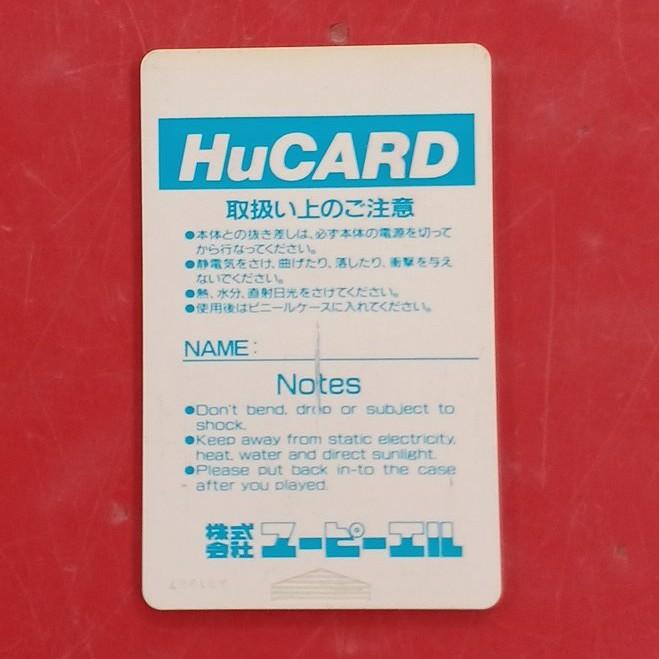 HuCARD
取扱い上のご注意
●本体との抜き差しは、必ず本体の電源を切って
から行なってください。
●静電気をさけ、曲げたり、落したり、衝撃を与え
ないでください。
●熱、水分、直射日光をさけてください。
●使用後はビニールケースに入れてください。
NAME:
Notes
●Don't bend, drop or subject to
shock.
●Keep away from static electricity,
heat, water and direct sunlight.
●Please put back in-to the case
after you played.
株式会社 ユーピーエル